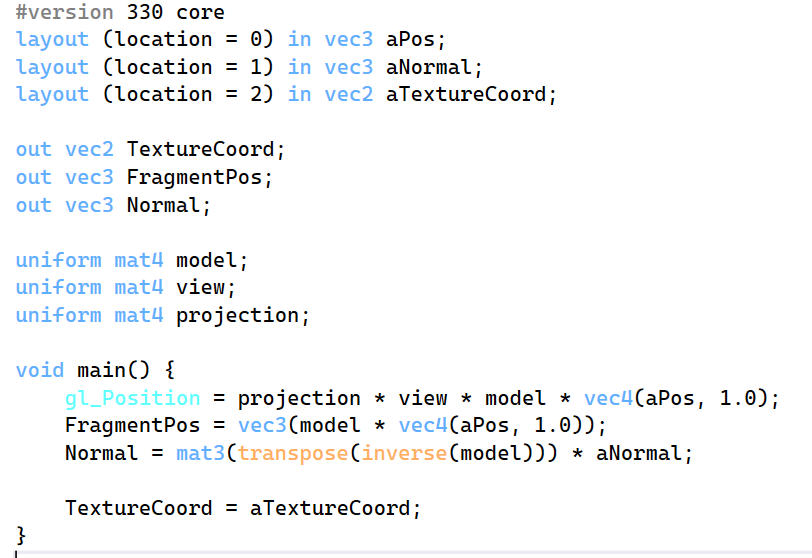 #version 330 core
layout (location = 0) in vec3 aPos;
layout (location = 1) in vec3 aNormal;
layout (location = 2) in vec2 aTextureCoord;

out vec2 TextureCoord;
out vec3 FragmentPos;
out vec3 Normal;

uniform mat4 model;
uniform mat4 view;
uniform mat4 projection;

void main() {
    gl_Position = projection * view * model * vec4(aPos, 1.0);
    FragmentPos = vec3(model * vec4(aPos, 1.0));
    Normal = mat3(transpose(inverse(model))) * aNormal;

    TextureCoord = aTextureCoord;
}